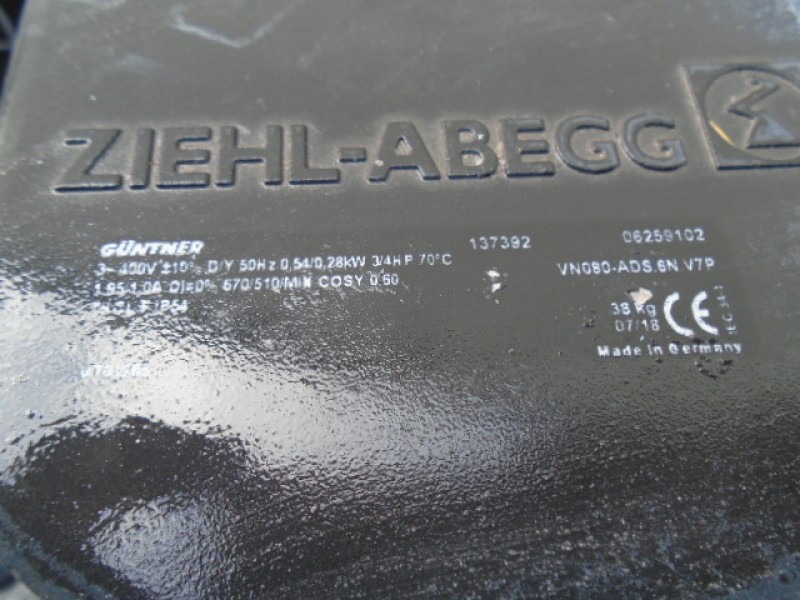 ZIEHL-ABEGG
GÜNTNER 137392 06259102
3~ 400V ±10% D/Y 50Hz 0,54/0,28kW 3/4HP 70°C VN080-ADS.6N V7P
1.95/1.0A DI=0% 670/510/MIN COSY 0.60 38 kg CE
IP54 07/18
Made in Germany